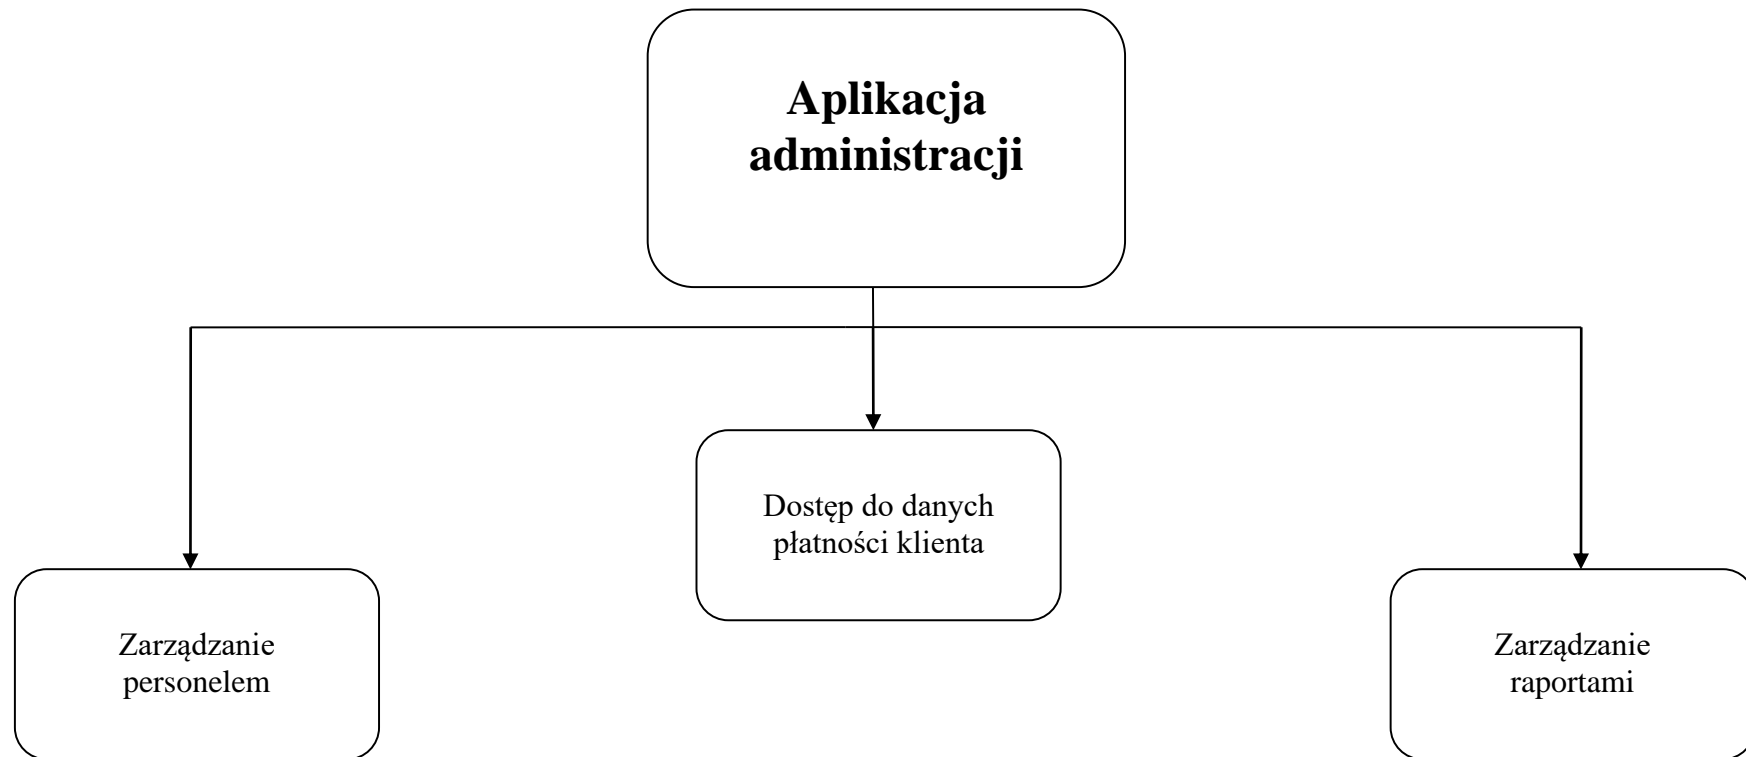 Aplikacja
administracji
Dostęp do danych
płatności klienta
Zarządzanie
personelem
Zarządzanie
raportami